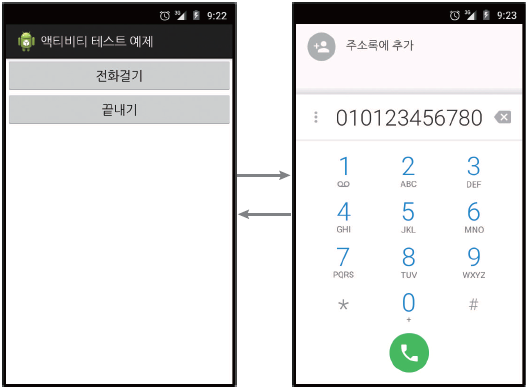 3G 9:22
액티비티 테스트 예제
전화걸기
끝내기
3G 9:23
주소록에 추가
010123456780
1 2 3
ABC DEF
4 5 6
GHI JKL MNO
7 8 9
PQRS TUV WXYZ
* 0 #
+